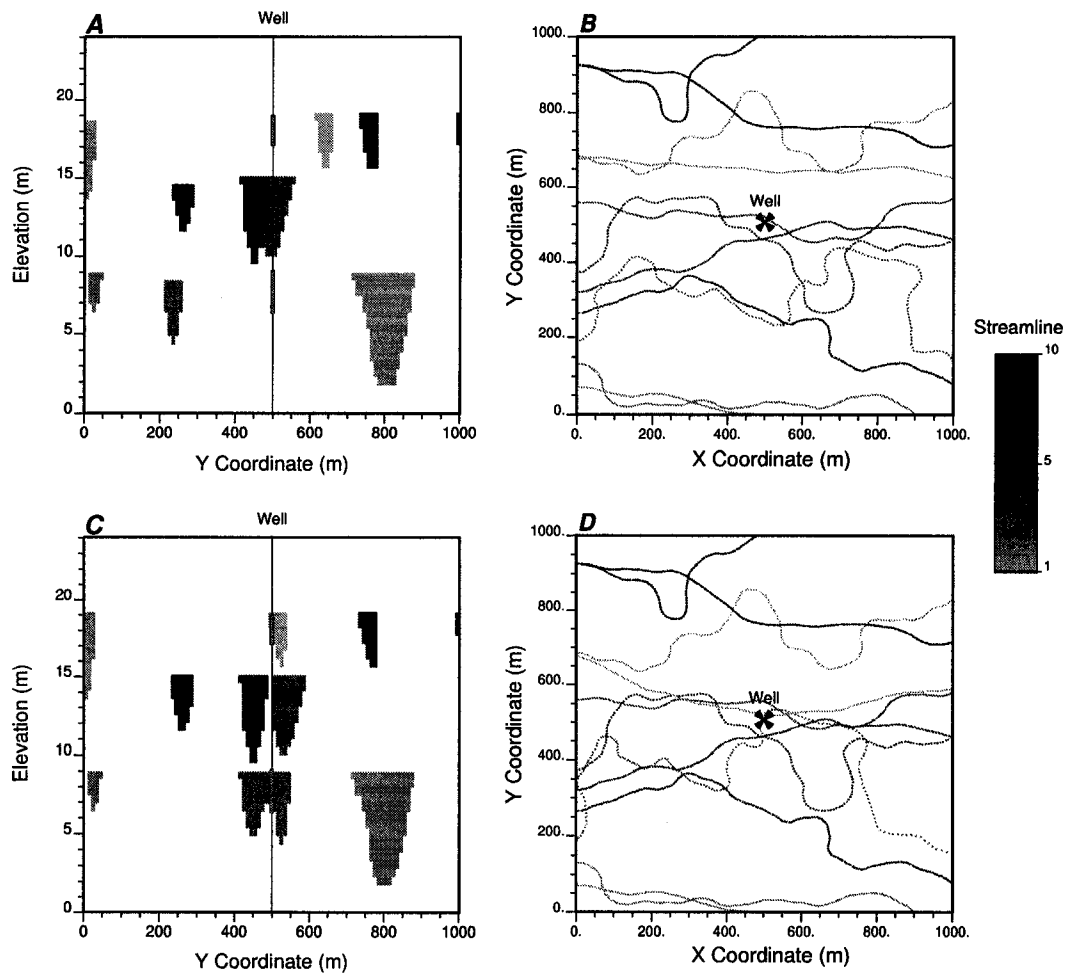 A
Well
B
20
15
10
5
0
Elevation (m)
0 200 400 600 800 1000
Y Coordinate (m)
1000.
800.
600.
400.
200.
0.
Y Coordinate (m)
Well
0. 200. 400. 600. 800. 1000.
X Coordinate (m)
Streamline
10
5
1
C
Well
D
20
15
10
5
0
Elevation (m)
0 200 400 600 800 1000
Y Coordinate (m)
1000.
800.
600.
400.
200.
0.
Y Coordinate (m)
Well
0. 200. 400. 600. 800. 1000.
X Coordinate (m)